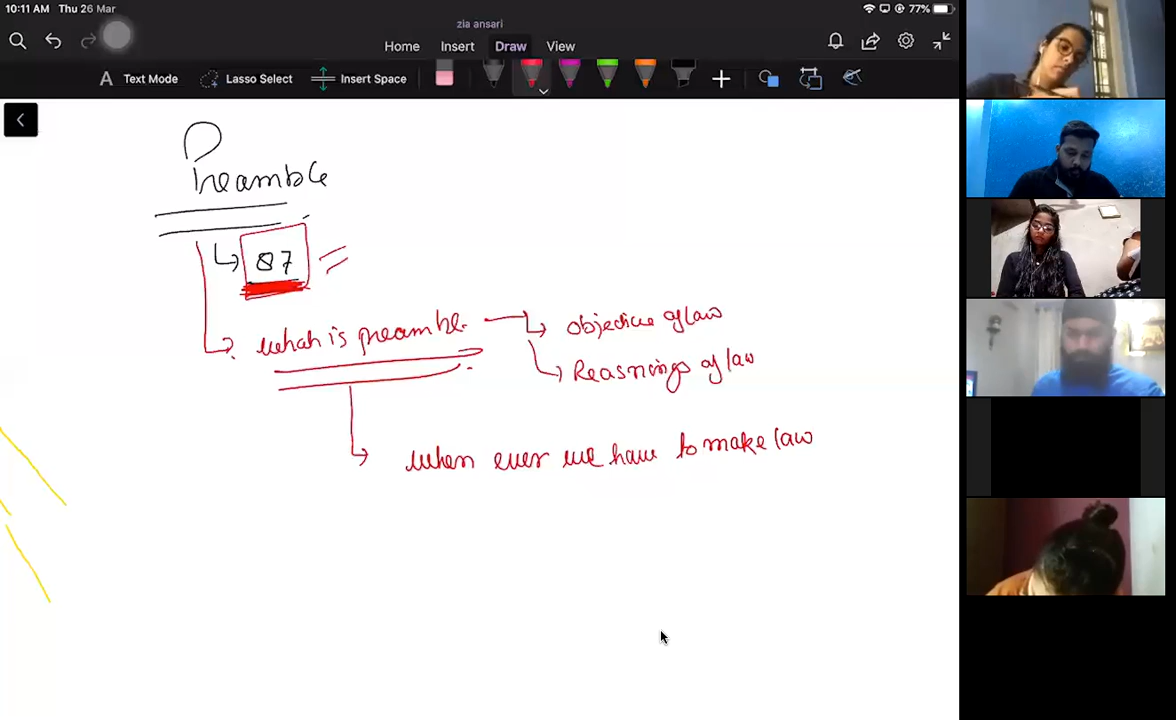 10:11 AM Thu 26 Mar
77%
zia ansari
Home Insert Draw View
Text Mode Lasso Select Insert Space
Preamble
87
what is preamble.
objective of law
Reasnings of law
when ever we have to make law